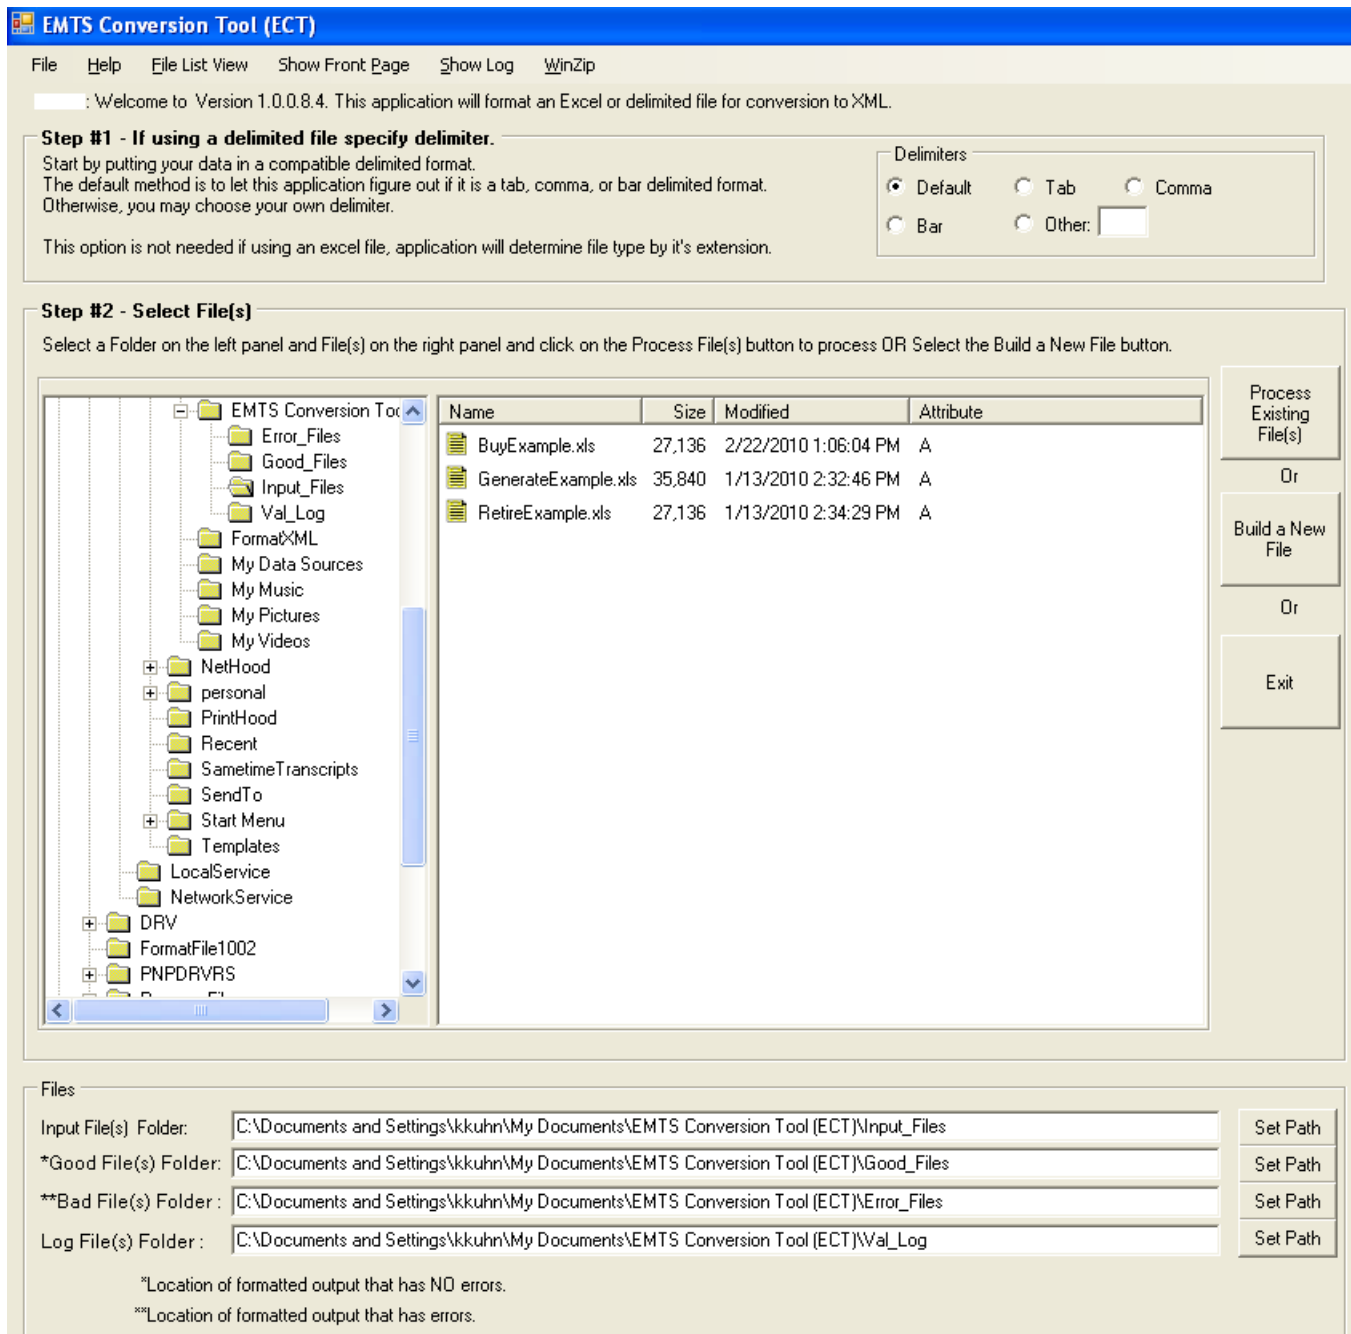 EMTS Conversion Tool (ECT)
File Help File List View Show Front Page Show Log WinZip
: Welcome to Version 1.0.0.8.4. This application will format an Excel or delimited file for conversion to XML.
Step #1 - If using a delimited file specify delimiter.
Start by putting your data in a compatible delimited format.
The default method is to let this application figure out if it is a tab, comma, or bar delimited format.
Otherwise, you may choose your own delimiter.
This option is not needed if using an excel file, application will determine file type by it's extension.
Delimiters
Default Tab Comma
Bar Other:
Step #2 - Select File(s)
Select a Folder on the left panel and File(s) on the right panel and click on the Process File(s) button to process OR Select the Build a New File button.
EMTS Conversion Too
Error_Files
Good_Files
Input_Files
Val_Log
FormatXML
My Data Sources
My Music
My Pictures
My Videos
NetHood
personal
PrintHood
Recent
SametimeTranscripts
SendTo
Start Menu
Templates
LocalService
NetworkService
DRV
FormatFile1002
PNPDRVRS
Name Size Modified Attribute
BuyExample.xls 27,136 2/22/2010 1:06:04 PM A
GenerateExample.xls 35,840 1/13/2010 2:32:46 PM A
RetireExample.xls 27,136 1/13/2010 2:34:29 PM A
Process
Existing
File(s)
Or
Build a New
File
Or
Exit
Files
Input File(s) Folder: C:\Documents and Settings\kkuhn\My Documents\EMTS Conversion Tool (ECT)\Input_Files Set Path
*Good File(s) Folder: C:\Documents and Settings\kkuhn\My Documents\EMTS Conversion Tool (ECT)\Good_Files Set Path
**Bad File(s) Folder : C:\Documents and Settings\kkuhn\My Documents\EMTS Conversion Tool (ECT)\Error_Files Set Path
Log File(s) Folder : C:\Documents and Settings\kkuhn\My Documents\EMTS Conversion Tool (ECT)\Val_Log Set Path
*Location of formatted output that has NO errors.
**Location of formatted output that has errors.